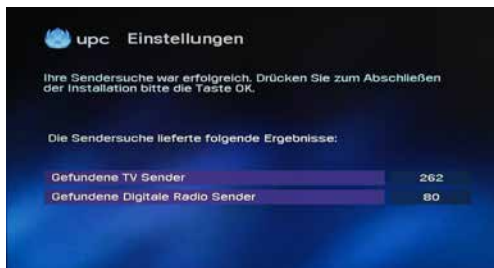 upc Einstellungen
Ihre Sendersuche war erfolgreich. Drücken Sie zum Abschließen
der Installation bitte die Taste OK.
Die Sendersuche lieferte folgende Ergebnisse:
Gefundene TV Sender 262
Gefundene Digitale Radio Sender 80